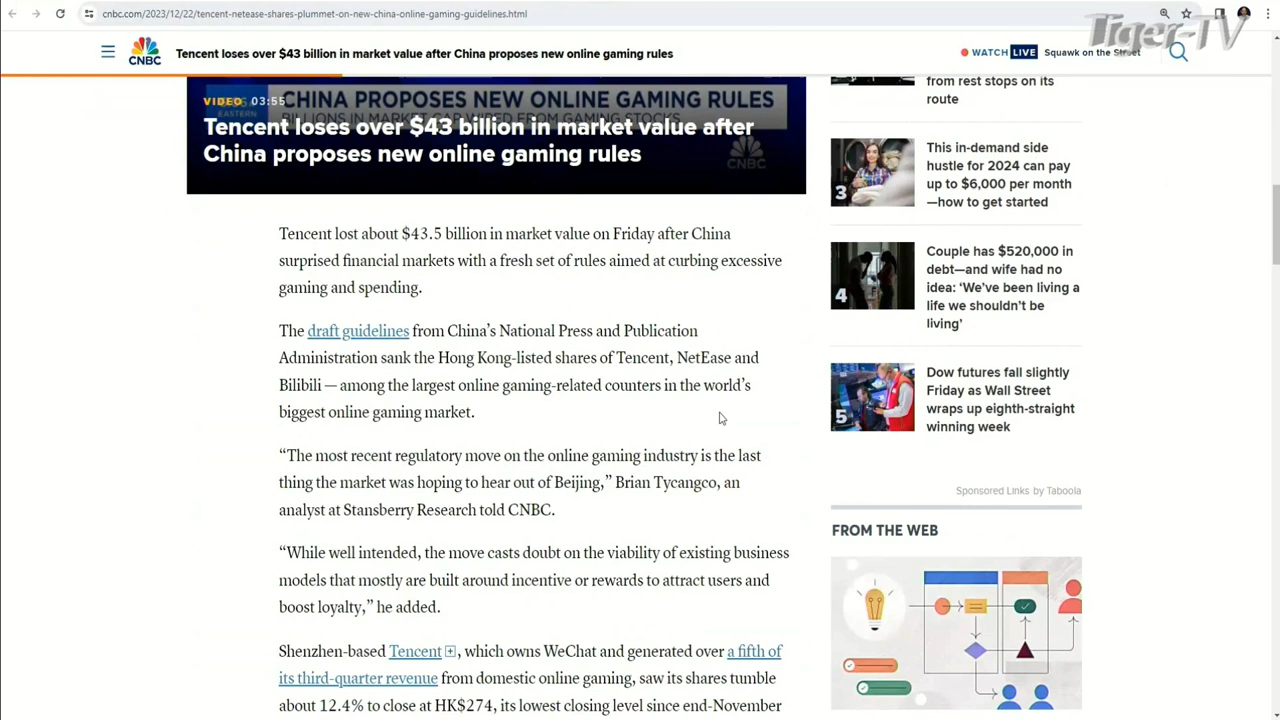 cnbc.com/2023/12/22/tencent-netease-shares-plummet-on-new-china-online-gaming-guidelines.html
Tiger-TV
CNBC
Tencent loses over $43 billion in market value after China proposes new online gaming rules
WATCH LIVE Squawk on the Street
VIDEO 03:55
EASTERN
CHINA PROPOSES NEW ONLINE GAMING RULES
BILLIONS IN MARKET CAP WIPED FROM GAMING STOCKS
Tencent loses over $43 billion in market value after
China proposes new online gaming rules
CNBC
Tencent lost about $43.5 billion in market value on Friday after China
surprised financial markets with a fresh set of rules aimed at curbing excessive
gaming and spending.
The draft guidelines from China’s National Press and Publication
Administration sank the Hong Kong-listed shares of Tencent, NetEase and
Bilibili — among the largest online gaming-related counters in the world’s
biggest online gaming market.
“The most recent regulatory move on the online gaming industry is the last
thing the market was hoping to hear out of Beijing,” Brian Tycangco, an
analyst at Stansberry Research told CNBC.
“While well intended, the move casts doubt on the viability of existing business
models that mostly are built around incentive or rewards to attract users and
boost loyalty,” he added.
Shenzhen-based Tencent, which owns WeChat and generated over a fifth of
its third-quarter revenue from domestic online gaming, saw its shares tumble
about 12.4% to close at HK$274, its lowest closing level since end-November
from rest stops on its
route
3
This in-demand side
hustle for 2024 can pay
up to $6,000 per month
—how to get started
4
Couple has $520,000 in
debt—and wife had no
idea: ‘We’ve been living a
life we shouldn’t be
living’
5
Dow futures fall slightly
Friday as Wall Street
wraps up eighth-straight
winning week
Sponsored Links by Taboola
FROM THE WEB